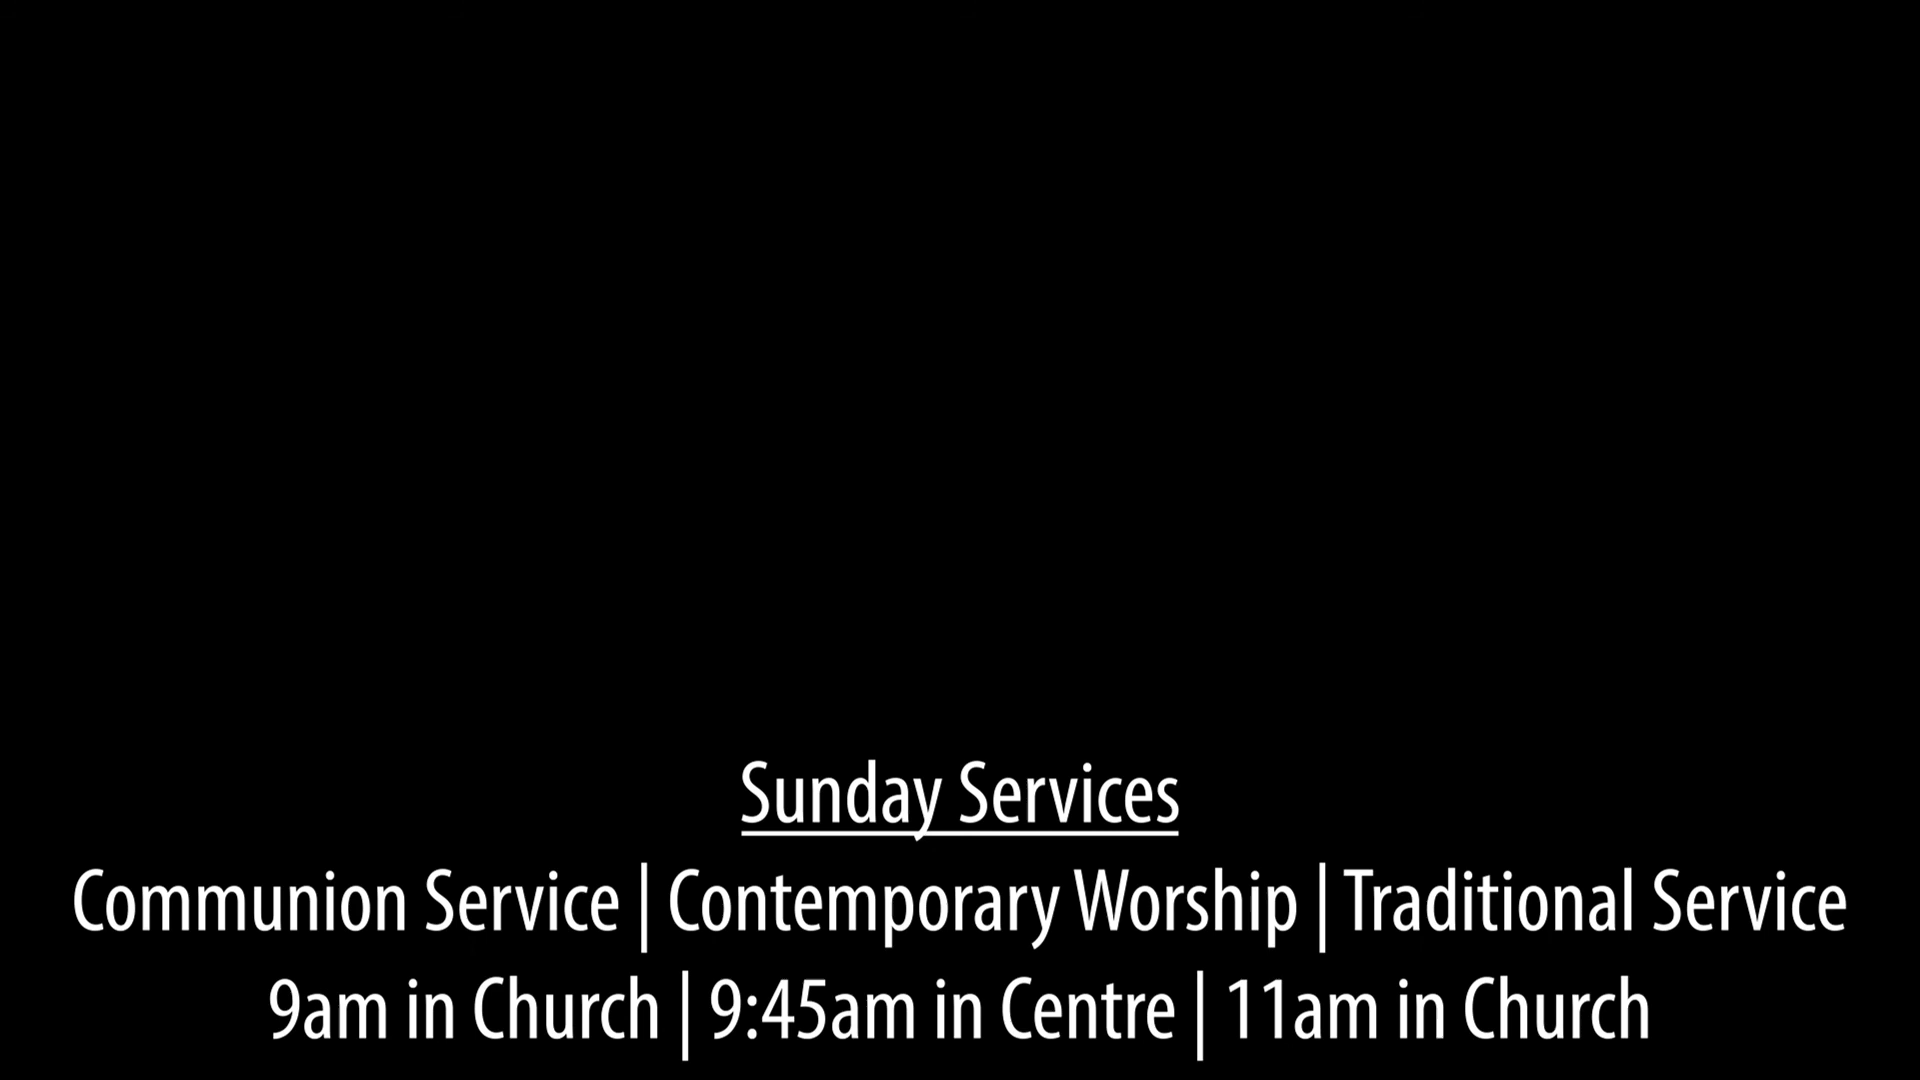 Sunday Services
Communion Service | Contemporary Worship | Traditional Service
9am in Church | 9:45am in Centre | 11am in Church